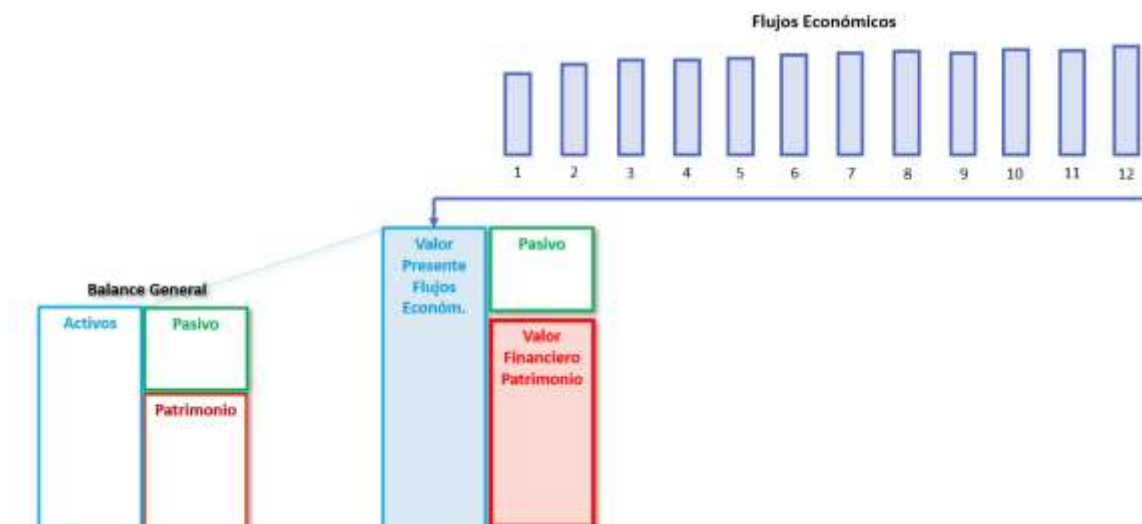 Flujos Económicos
1 2 3 4 5 6 7 8 9 10 11 12
Valor
Presente
Flujos
Económ.
Pasivo
Valor
Financiero
Patrimonio
Balance General
Activos
Pasivo
Patrimonio